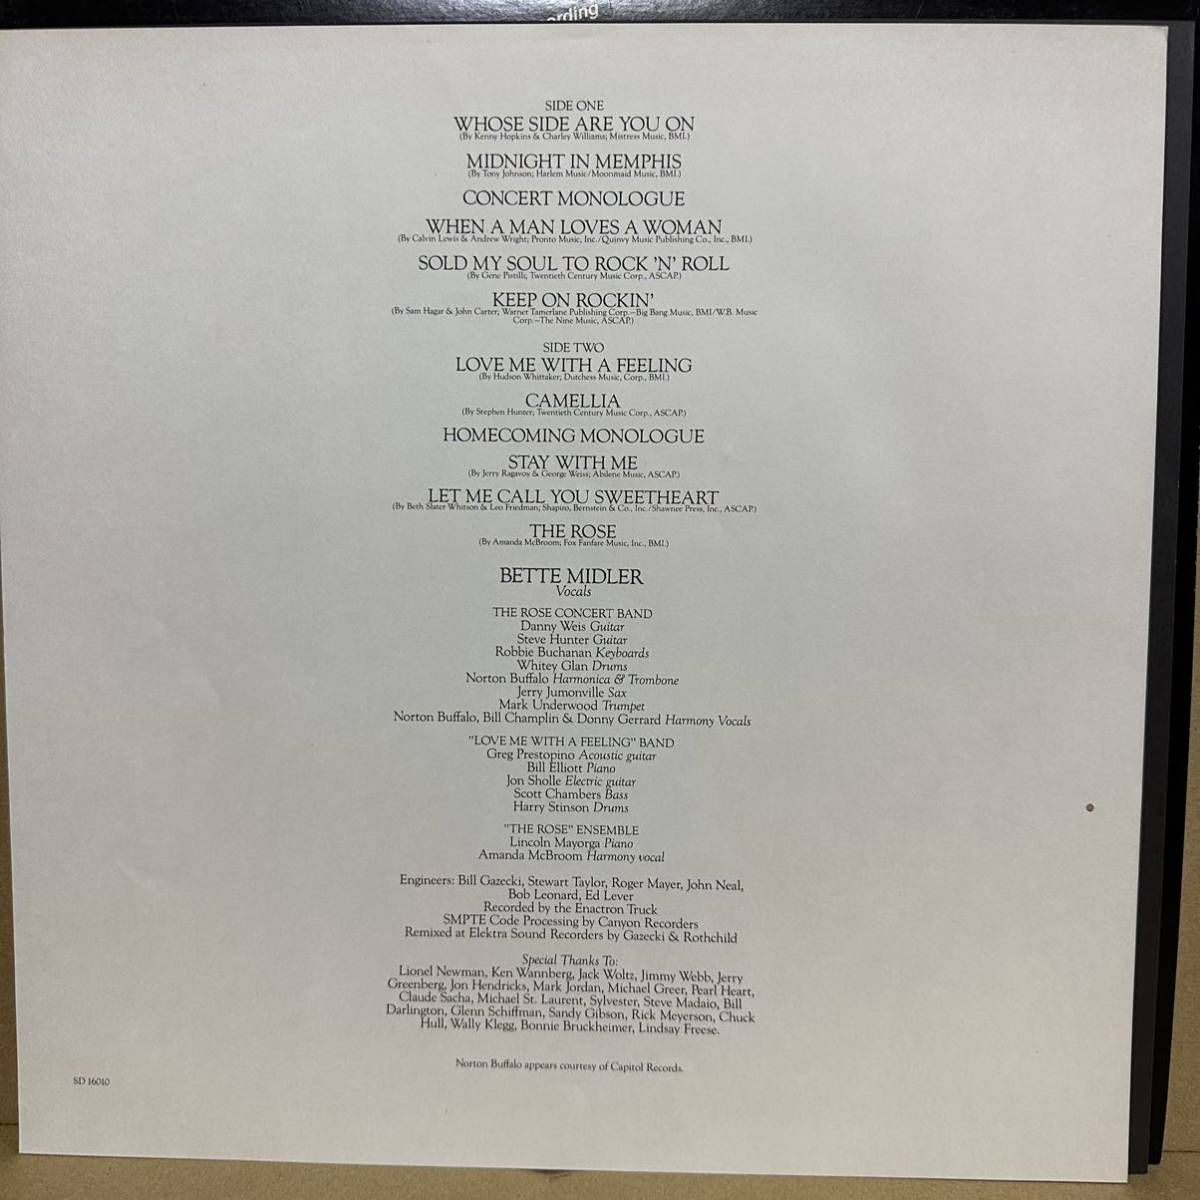 ording
SIDE ONE
WHOSE SIDE ARE YOU ON
(By Kenny Hopkins & Charley Williams; Mistress Music, BMI.)
MIDNIGHT IN MEMPHIS
(By Tony Johnson; Harlem Music/Moonmaid Music, BMI.)
CONCERT MONOLOGUE
WHEN A MAN LOVES A WOMAN
(By Calvin Lewis & Andrew Wright; Pronto Music, Inc./Quinvy Music Publishing Co., Inc., BMI.)
SOLD MY SOUL TO ROCK 'N' ROLL
(By Gene Pistilli; Twentieth Century Music Corp., ASCAP.)
KEEP ON ROCKIN'
(By Sam Hagar & John Carter; Warner Tamerlane Publishing Corp.–Big Bang Music, BMI/W.B. Music
Corp.–The Nine Music, ASCAP.)
SIDE TWO
LOVE ME WITH A FEELING
(By Hudson Whittaker; Dutchess Music, Corp., BMI.)
CAMELLIA
(By Stephen Hunter; Twentieth Century Music Corp., ASCAP.)
HOMECOMING MONOLOGUE
STAY WITH ME
(By Jerry Ragavoy & George Weiss; Abilene Music, ASCAP.)
LET ME CALL YOU SWEETHEART
(By Beth Slater Whitson & Leo Friedman; Shapiro, Bernstein & Co., Inc./Shawnee Press, Inc., ASCAP.)
THE ROSE
(By Amanda McBroom; Fox Fanfare Music, Inc., BMI.)
BETTE MIDLER
Vocals
THE ROSE CONCERT BAND
Danny Weis Guitar
Steve Hunter Guitar
Robbie Buchanan Keyboards
Whitey Glan Drums
Norton Buffalo Harmonica & Trombone
Jerry Jumonville Sax
Mark Underwood Trumpet
Norton Buffalo, Bill Champlin & Donny Gerrard Harmony Vocals
"LOVE ME WITH A FEELING" BAND
Greg Prestopino Acoustic guitar
Bill Elliott Piano
Jon Sholle Electric guitar
Scott Chambers Bass
Harry Stinson Drums
"THE ROSE" ENSEMBLE
Lincoln Mayorga Piano
Amanda McBroom Harmony vocal
Engineers: Bill Gazecki, Stewart Taylor, Roger Mayer, John Neal,
Bob Leonard, Ed Lever
Recorded by the Enactron Truck
SMPTE Code Processing by Canyon Recorders
Remixed at Elektra Sound Recorders by Gazecki & Rothchild
Special Thanks To:
Lionel Newman, Ken Wannberg, Jack Woltz, Jimmy Webb, Jerry
Greenberg, Jon Hendricks, Mark Jordan, Michael Greer, Pearl Heart,
Claude Sacha, Michael St. Laurent, Sylvester, Steve Madaio, Bill
Darlington, Glenn Schiffman, Sandy Gibson, Rick Meyerson, Chuck
Hull, Wally Klegg, Bonnie Bruckheimer, Lindsay Freese.
Norton Buffalo appears courtesy of Capitol Records.
SD 16010